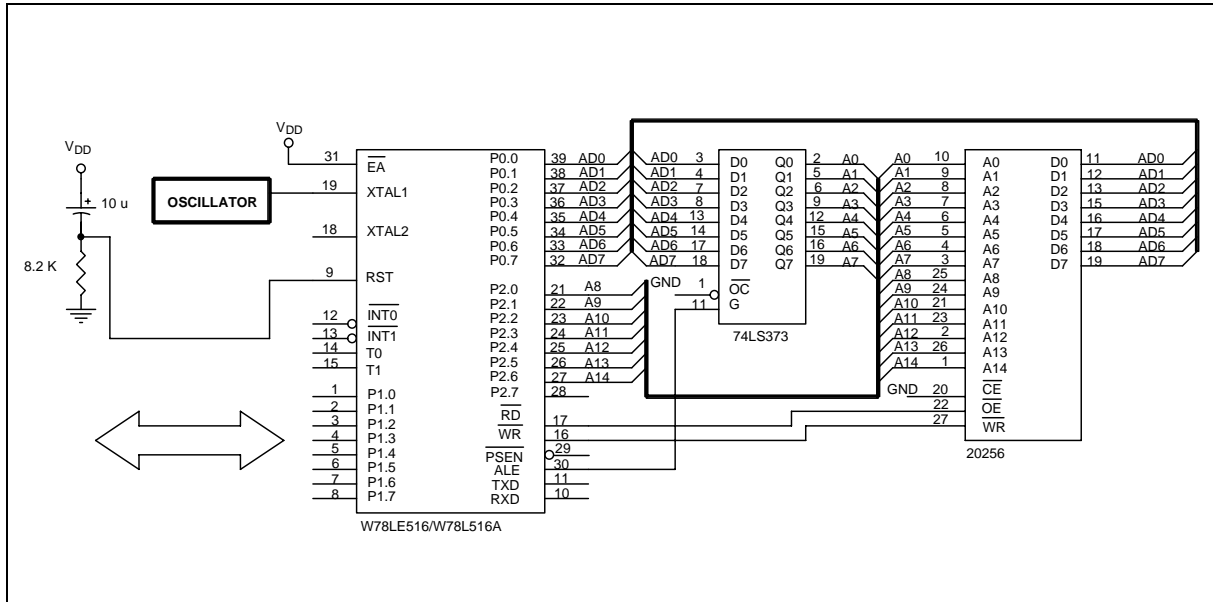 VDD
10 u
8.2 K
OSCILLATOR
VDD
31 EA
19 XTAL1
18 XTAL2
9 RST
12 INT0
13 INT1
14 T0
15 T1
1 P1.0
2 P1.1
3 P1.2
4 P1.3
5 P1.4
6 P1.5
7 P1.6
8 P1.7
P0.0 39 AD0
P0.1 38 AD1
P0.2 37 AD2
P0.3 36 AD3
P0.4 35 AD4
P0.5 34 AD5
P0.6 33 AD6
P0.7 32 AD7
P2.0 21 A8
P2.1 22 A9
P2.2 23 A10
P2.3 24 A11
P2.4 25 A12
P2.5 26 A13
P2.6 27 A14
P2.7 28
RD 17
WR 16
PSEN 29
ALE 30
TXD 11
RXD 10
W78LE516/W78L516A
AD0 3 D0 Q0 2 A0
AD1 4 D1 Q1 5 A1
AD2 7 D2 Q2 6 A2
AD3 8 D3 Q3 9 A3
AD4 13 D4 Q4 12 A4
AD5 14 D5 Q5 15 A5
AD6 17 D6 Q6 16 A6
AD7 18 D7 Q7 19 A7
GND 1 OC
11 G
74LS373
A0 10 A0 D0 11 AD0
A1 9 A1 D1 12 AD1
A2 8 A2 D2 13 AD2
A3 7 A3 D3 15 AD3
A4 6 A4 D4 16 AD4
A5 5 A5 D5 17 AD5
A6 4 A6 D6 18 AD6
A7 3 A7 D7 19 AD7
A8 25 A8
A9 24 A9
A10 21 A10
A11 23 A11
A12 2 A12
A13 26 A13
A14 1 A14
GND 20 CE
22 OE
27 WR
20256